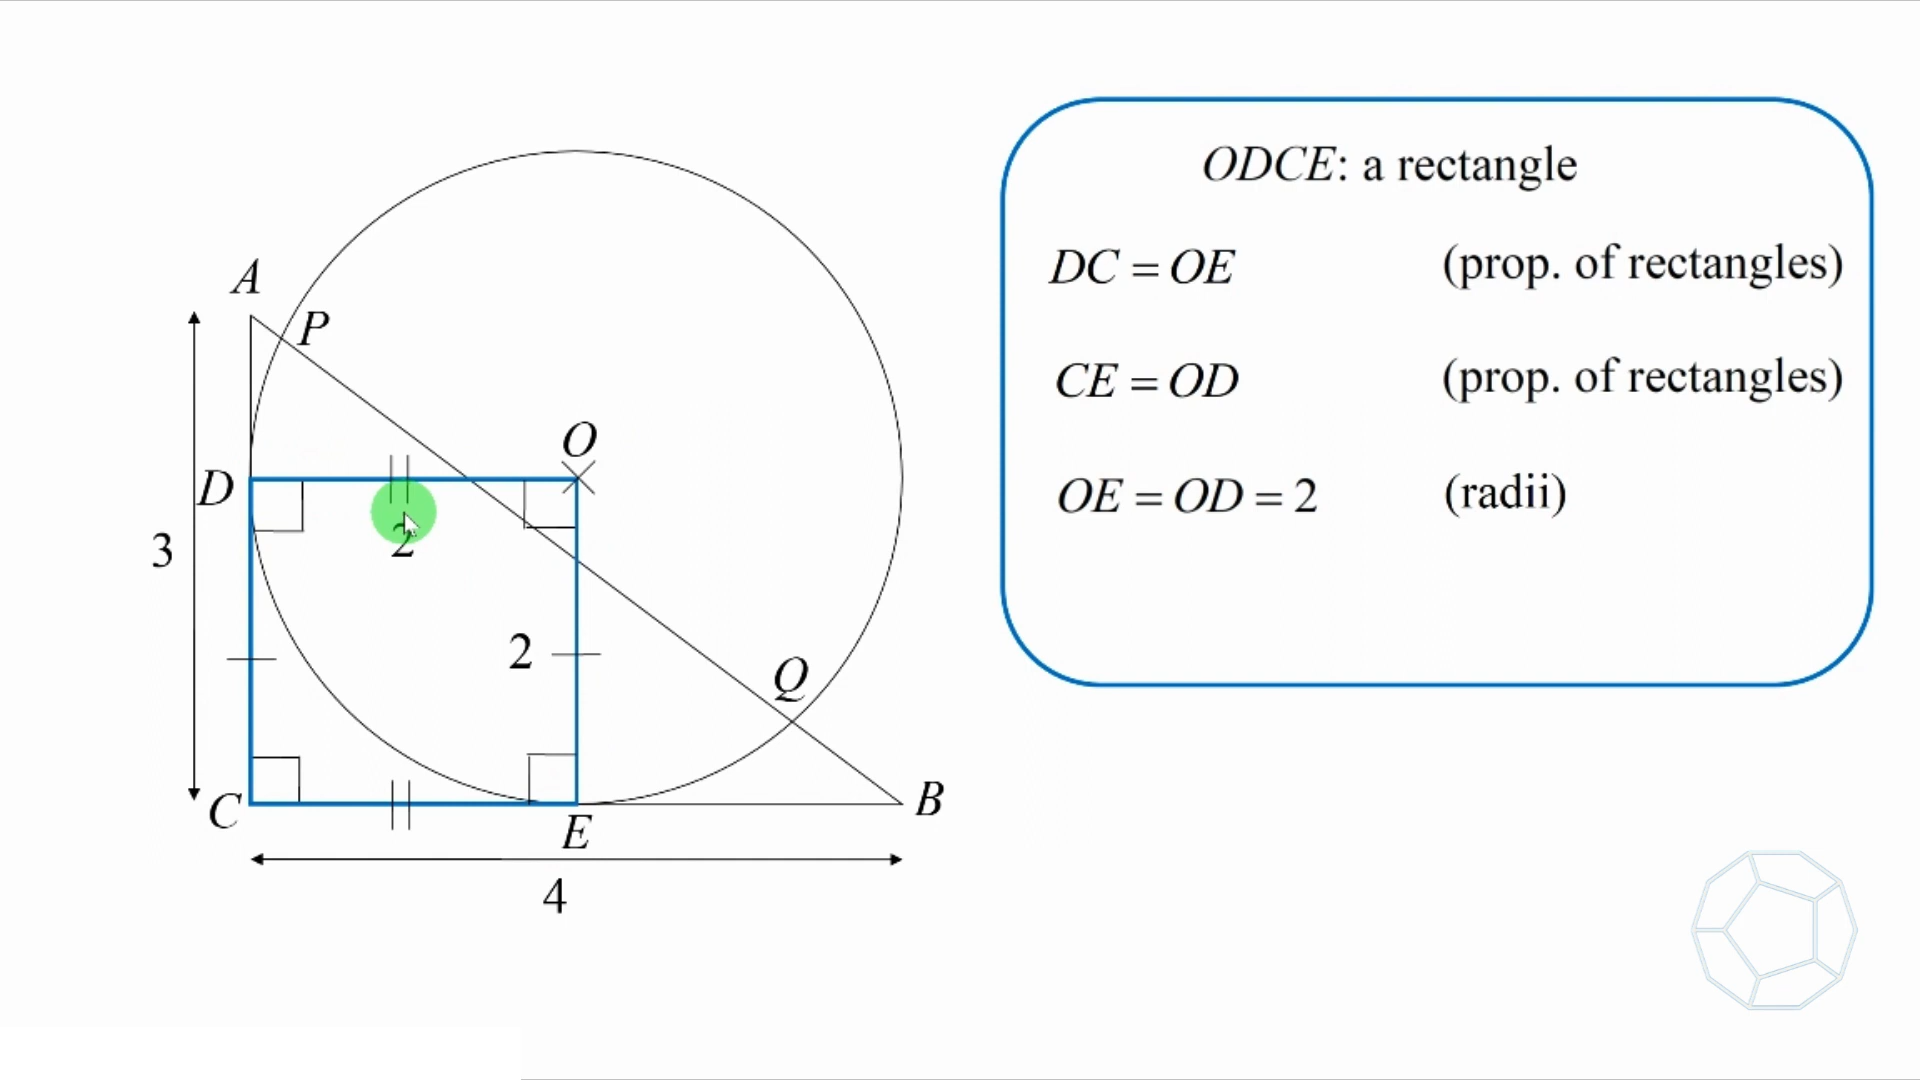 A
P
O
D
2
3
2
Q
C
E
B
4
ODCE: a rectangle
DC = OE (prop. of rectangles)
CE = OD (prop. of rectangles)
OE = OD = 2 (radii)